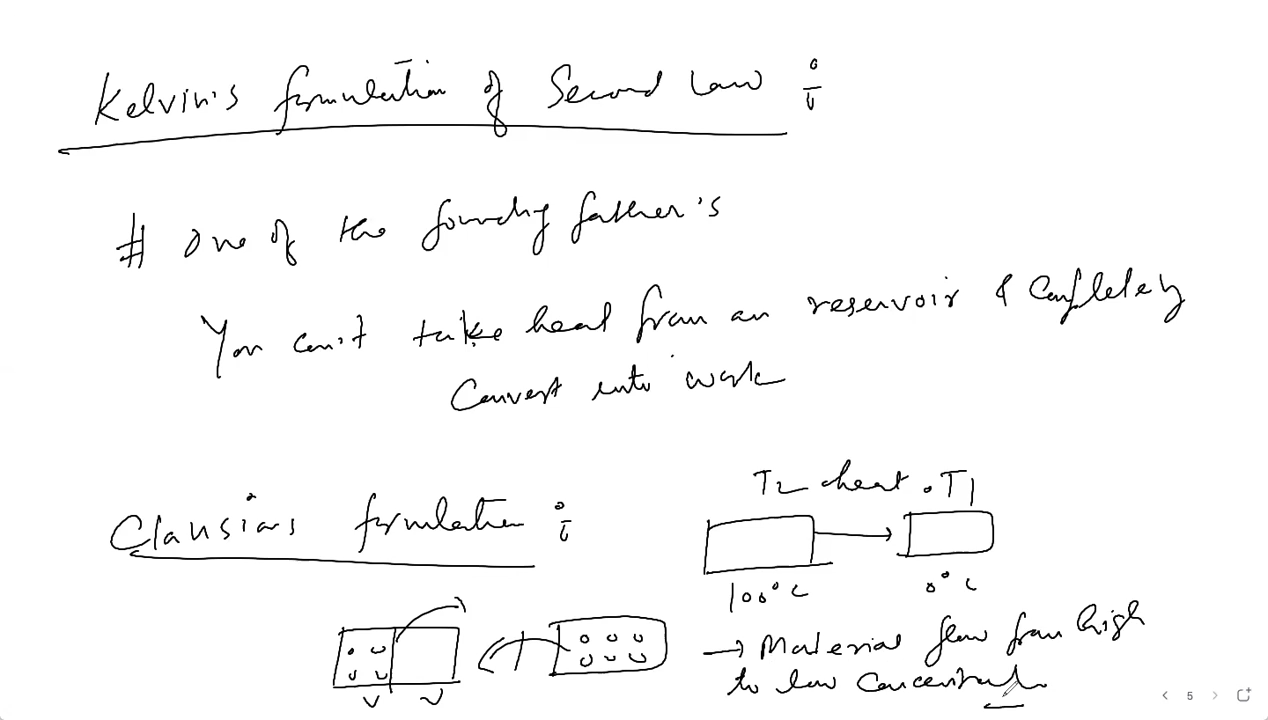 Kelvin's formulation of Second Law :
# One of the founding father's
You can't take heat from an reservoir & Completely
Convert into work
T2 heat . T1
Clausius formulation :
100° C 0° C
→ Material flow from high
V V
to low Concentration
5